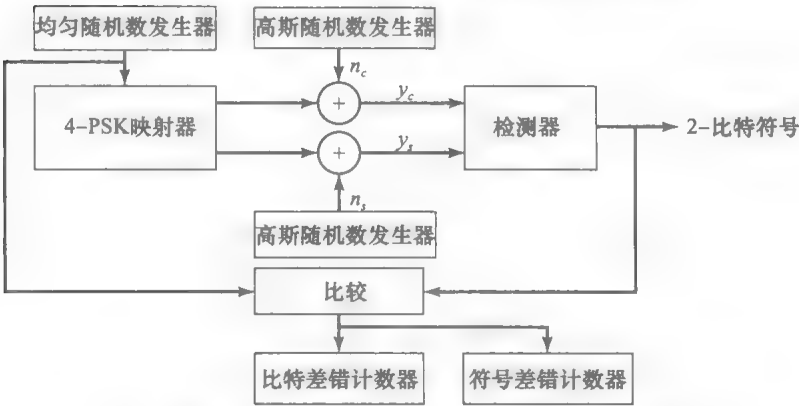 均匀随机数发生器
高斯随机数发生器
n_c
4-PSK映射器
+
y_c
检测器
2-比特符号
+
y_s
n_s
高斯随机数发生器
比较
比特差错计数器
符号差错计数器